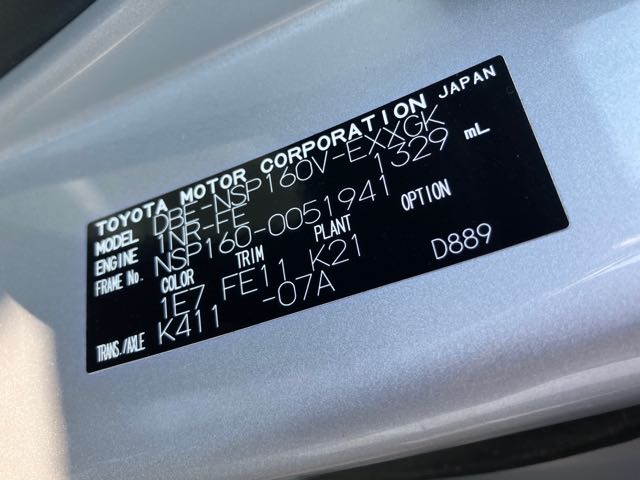 TOYOTA MOTOR CORPORATION JAPAN
MODEL DBE-NSP160V-EXXGK
ENGINE 1NR-FE 1329 mL
FRAME No. NSP160-0051941
COLOR TRIM PLANT OPTION
1E7 FE11 K21
TRANS./AXLE K411 -07A D889